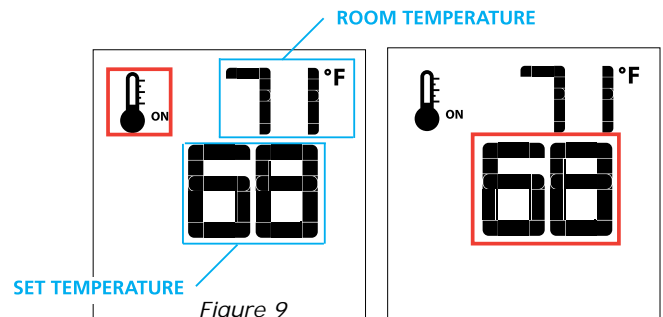 ROOM TEMPERATURE
71 °F
ON
68
SET TEMPERATURE
Figure 9
71 °F
ON
68